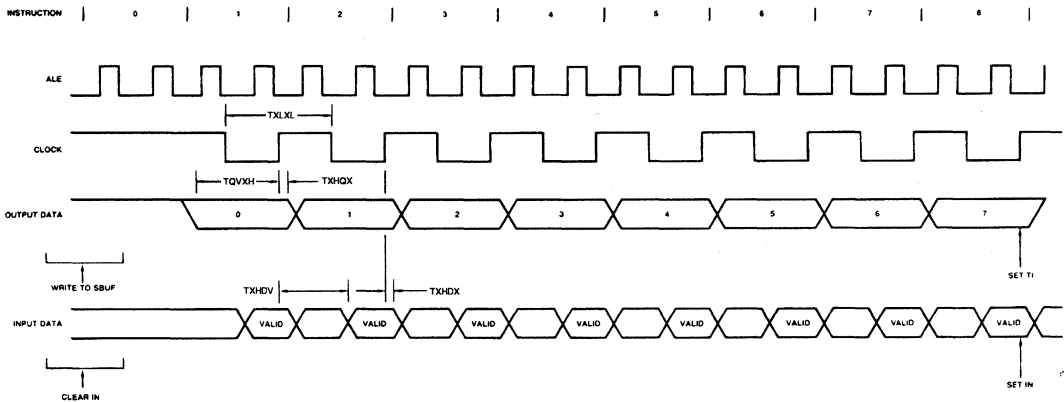 INSTRUCTION 0 1 2 3 4 5 6 7 8
ALE
TXLXL
CLOCK
TQVXH TXHQX
OUTPUT DATA 0 1 2 3 4 5 6 7
WRITE TO SBUF SET TI
TXHDV TXHDX
INPUT DATA VALID VALID VALID VALID VALID VALID VALID VALID
CLEAR IN SET IN